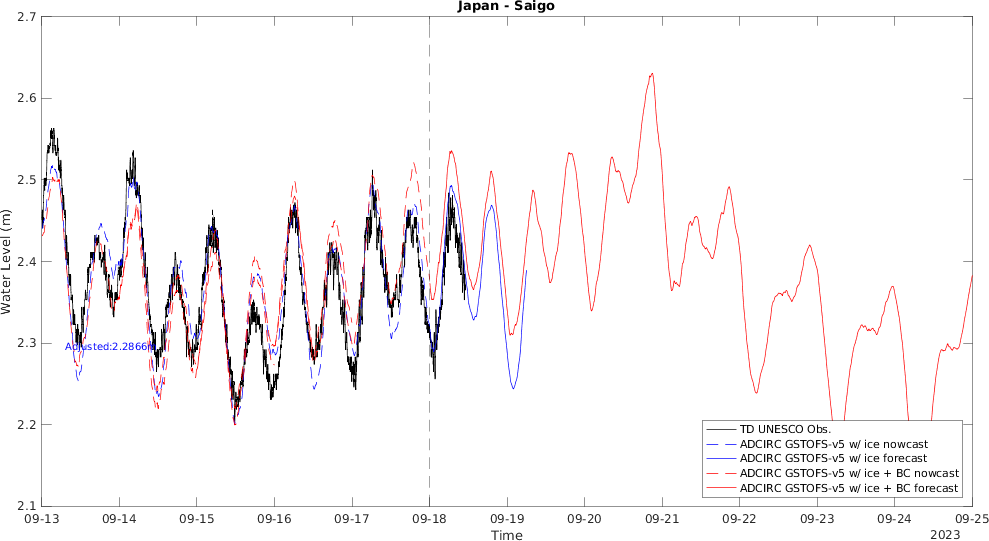 Japan - Saigo
Water Level (m)
2.7
2.6
2.5
2.4
2.3
2.2
2.1
Adjusted:2.2866
TD UNESCO Obs.
ADCIRC GSTOFS-v5 w/ ice nowcast
ADCIRC GSTOFS-v5 w/ ice forecast
ADCIRC GSTOFS-v5 w/ ice + BC nowcast
ADCIRC GSTOFS-v5 w/ ice + BC forecast
09-13 09-14 09-15 09-16 09-17 09-18 09-19 09-20 09-21 09-22 09-23 09-24 09-25
Time
2023